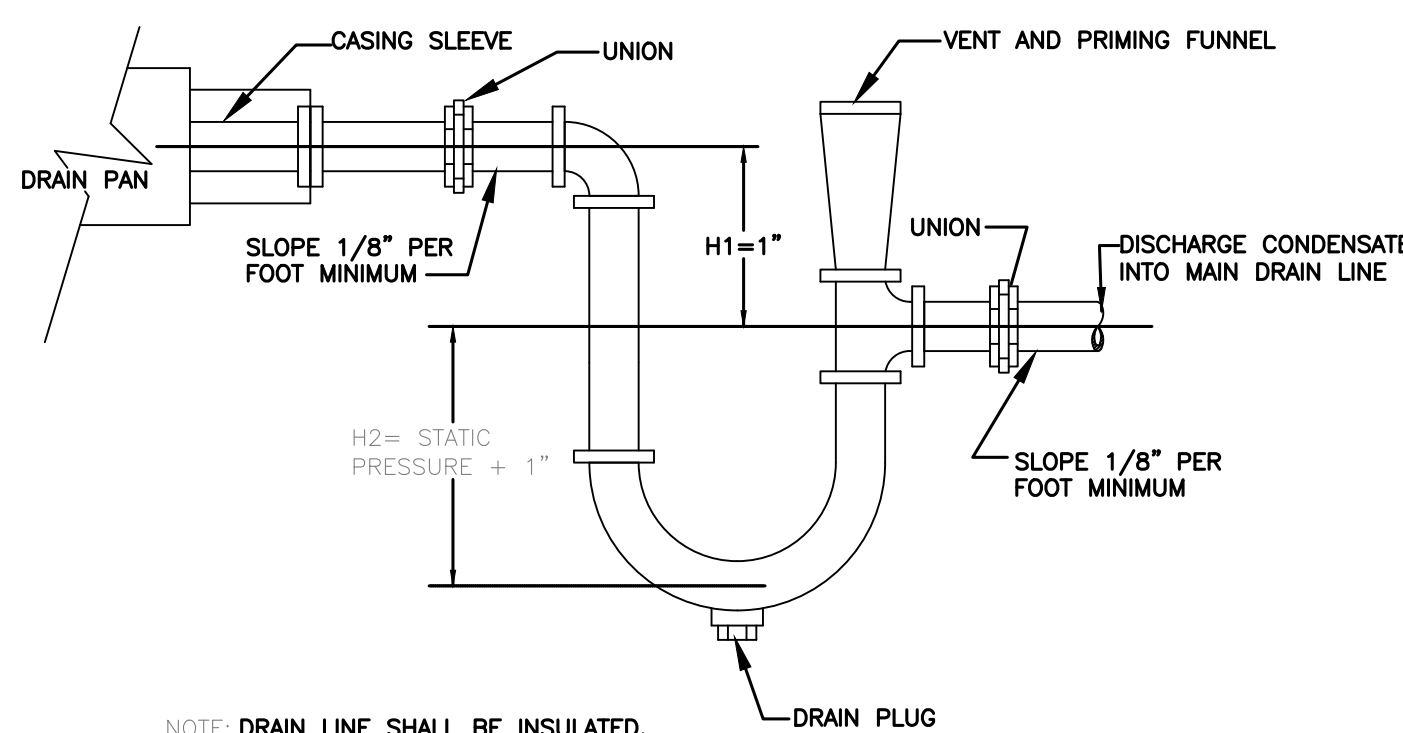 CASING SLEEVE
UNION
VENT AND PRIMING FUNNEL
DRAIN PAN
SLOPE 1/8” PER
FOOT MINIMUM
H1=1”
UNION
DISCHARGE CONDENSATE
INTO MAIN DRAIN LINE
H2= STATIC
PRESSURE + 1”
SLOPE 1/8” PER
FOOT MINIMUM
DRAIN PLUG
NOTE: DRAIN LINE SHALL BE INSULATED.